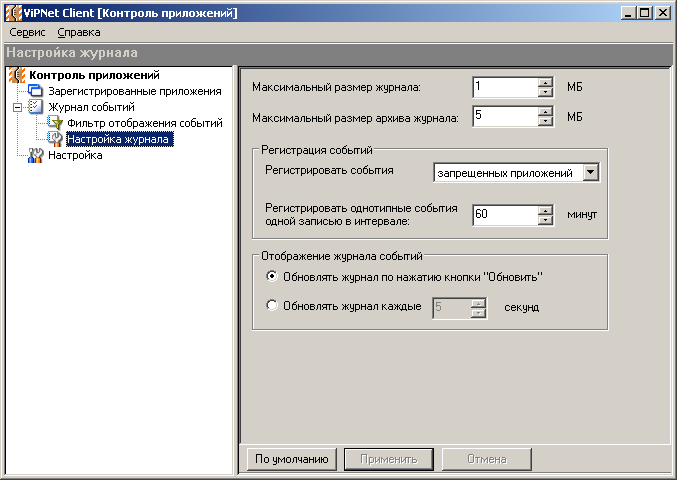 ViPNet Client [Контроль приложений]
Сервис Справка
Настройка журнала
Контроль приложений
Зарегистрированные приложения
Журнал событий
Фильтр отображения событий
Настройка журнала
Настройка
Максимальный размер журнала: 1 МБ
Максимальный размер архива журнала: 5 МБ
Регистрация событий
Регистрировать события запрещенных приложений
Регистрировать однотипные события
одной записью в интервале: 60 минут
Отображение журнала событий
Обновлять журнал по нажатию кнопки "Обновить"
Обновлять журнал каждые 5 секунд
По умолчанию Применить Отмена